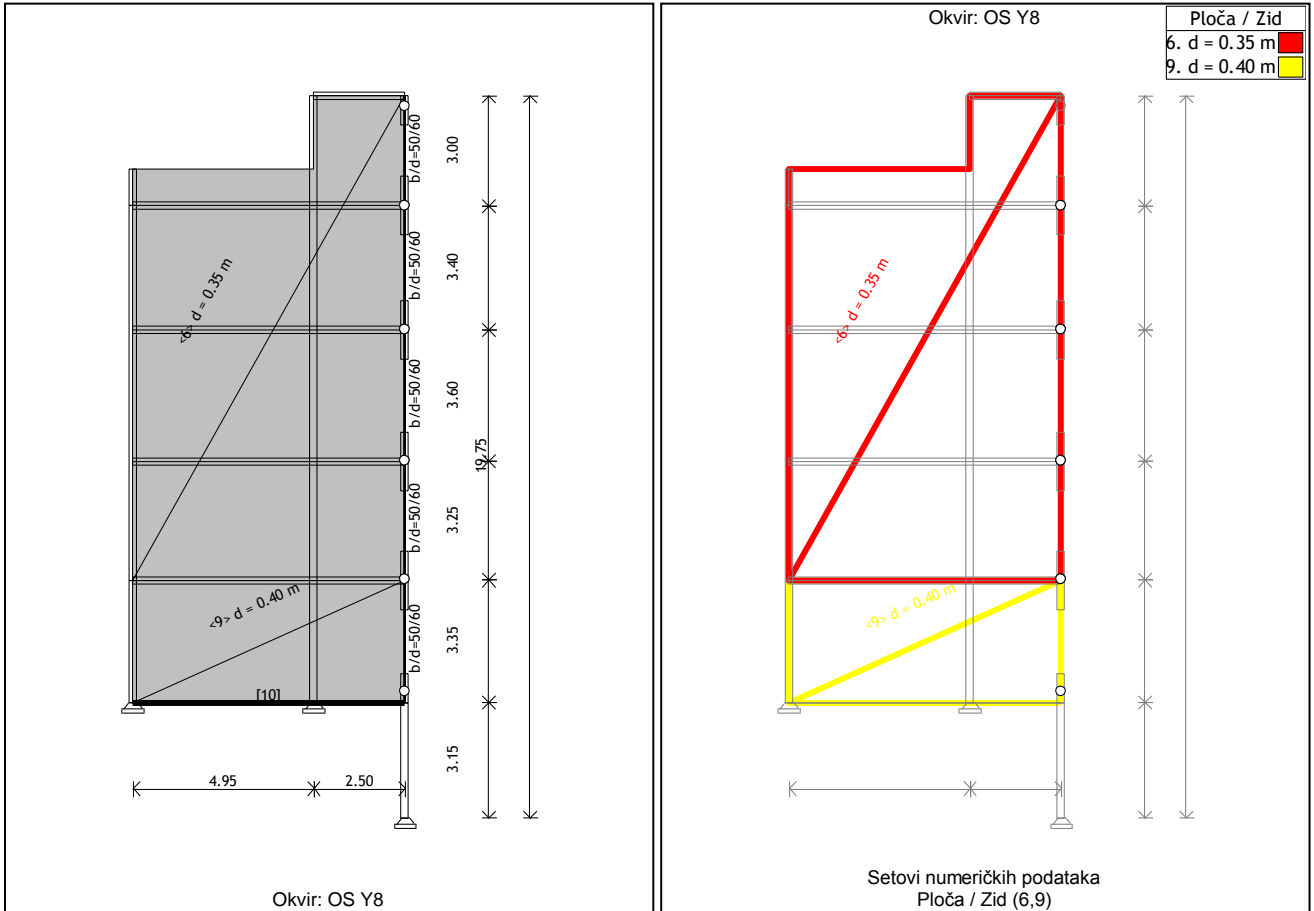 b/d=50/60
3.00
<6> d = 0.35 m
b/d=50/60
3.40
b/d=50/60
3.60
19.75
b/d=50/60
3.25
<9> d = 0.40 m
b/d=50/60
3.35
[10]
3.15
4.95
2.50
Okvir: OS Y8
Okvir: OS Y8
Ploča / Zid
6. d = 0.35 m
9. d = 0.40 m
<6> d = 0.35 m
<9> d = 0.40 m
Setovi numeričkih podataka
Ploča / Zid (6,9)